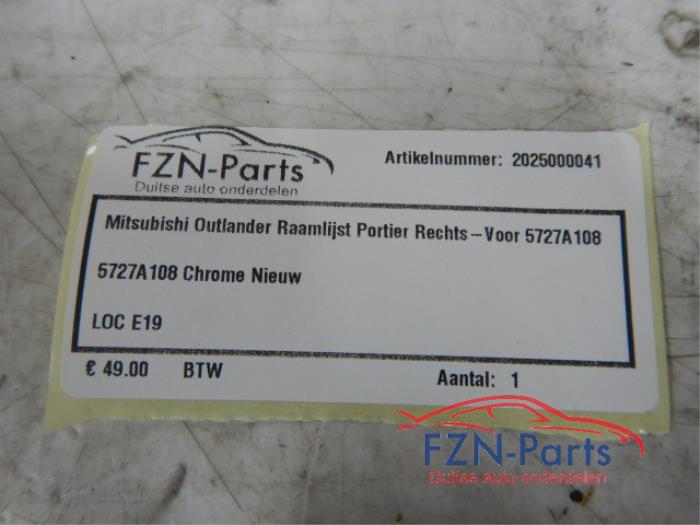 FZN-Parts
Duitse auto onderdelen
Artikelnummer: 2025000041
Mitsubishi Outlander Raamlijst Portier Rechts-Voor 5727A108
5727A108 Chrome Nieuw
LOC E19
€ 49.00 BTW
Aantal: 1
FZN-Parts
Duitse auto onderdelen